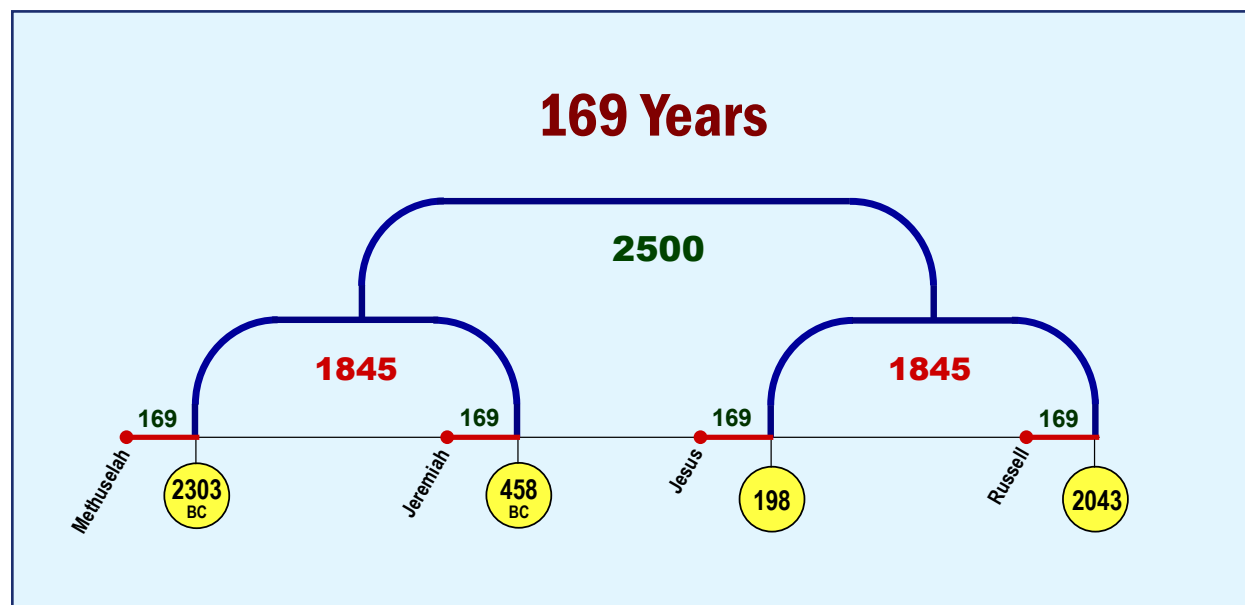 169 Years
2500
1845
1845
169
169
169
169
Methuselah
2303
BC
Jeremiah
458
BC
Jesus
198
Russell
2043